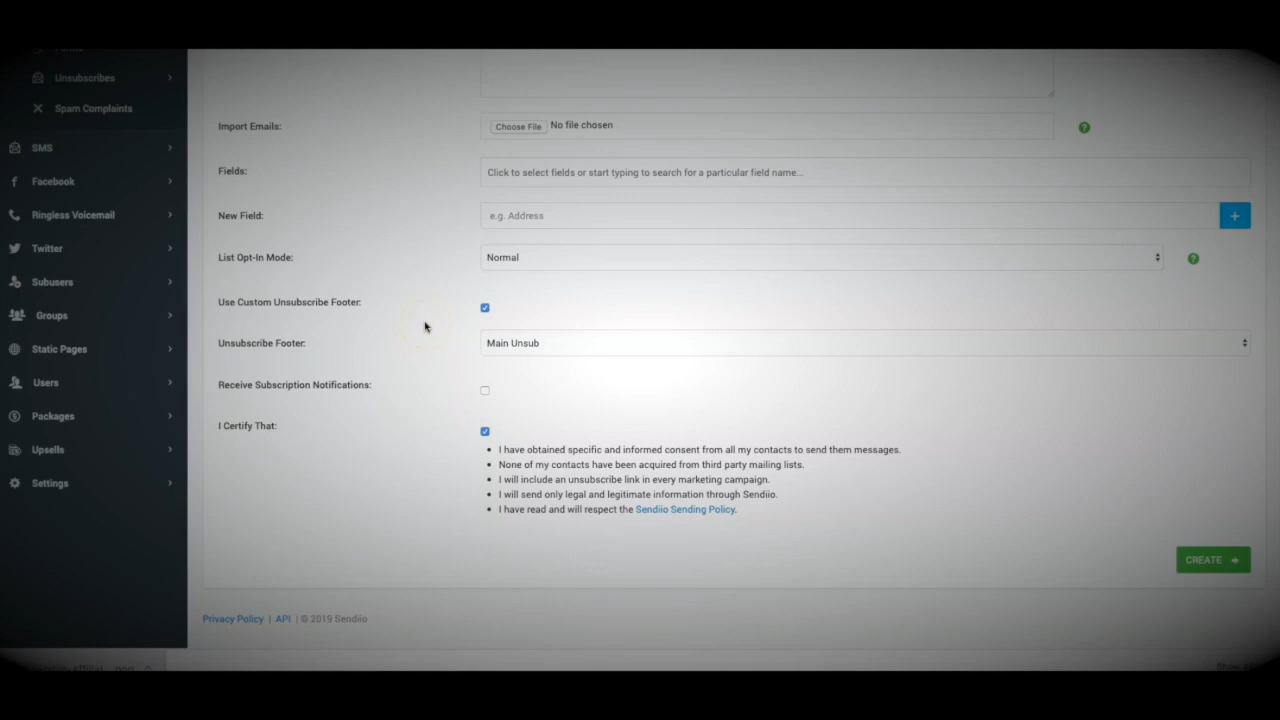 Unsubscribes
Spam Complaints
SMS
Facebook
Ringless Voicemail
Twitter
Subusers
Groups
Static Pages
Users
Packages
Upsells
Settings
Import Emails:
Choose File No file chosen
Fields:
Click to select fields or start typing to search for a particular field name...
New Field:
e.g. Address
List Opt-In Mode:
Normal
Use Custom Unsubscribe Footer:
Unsubscribe Footer:
Main Unsub
Receive Subscription Notifications:
I Certify That:
• I have obtained specific and informed consent from all my contacts to send them messages.
• None of my contacts have been acquired from third party mailing lists.
• I will include an unsubscribe link in every marketing campaign.
• I will send only legal and legitimate information through Sendiio.
• I have read and will respect the Sendiio Sending Policy.
CREATE
Privacy Policy | API | © 2019 Sendiio